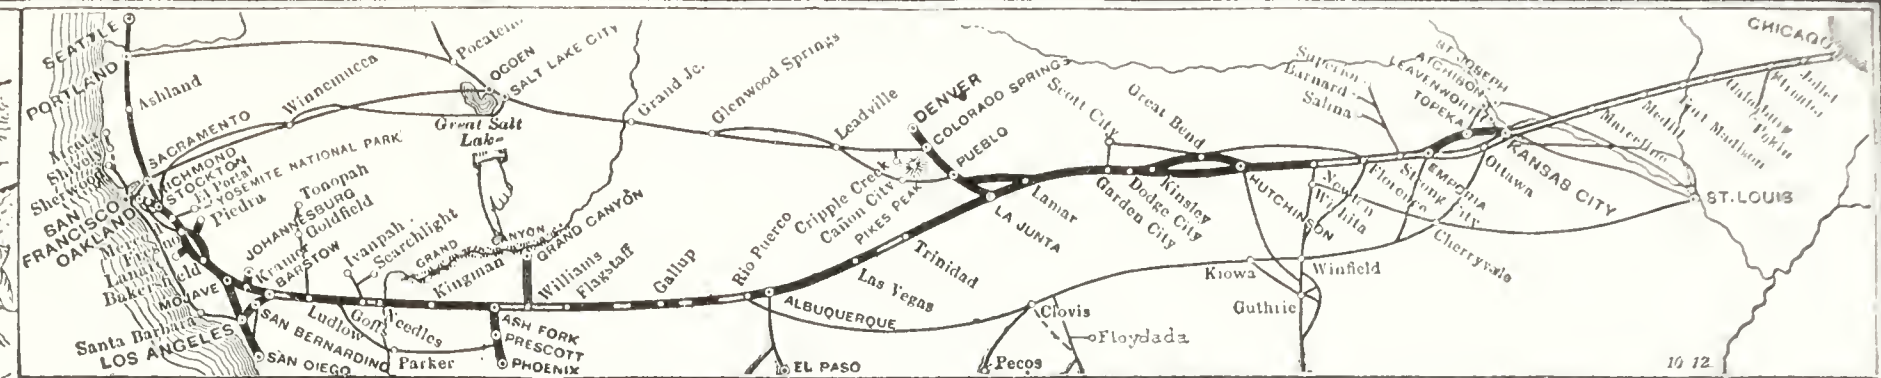 SEATTLE
PORTLAND
Ashland
Pocatello
OGDEN
SALT LAKE CITY
Great Salt
Lake
Winnemucca
SACRAMENTO
RICHMOND
STOCKTON
El Portal
YOSEMITE NATIONAL PARK
Piedra
Shively
Sherwood
SAN
FRANCISCO
OAKLAND
Tonopah
JOHANNESBURG
Goldfield
Kramer
BARSTOW
Ivanpah
Searchlight
MOJAVE
Santa Barbara
LOS ANGELES
SAN BERNARDINO
SAN DIEGO
Ludlow
Goffs
Needles
Parker
GRAND CANYON
Kingman
GRAND CANYON
Williams
Flagstaff
Gallup
ASH FORK
PRESCOTT
PHOENIX
Rio Puerco
ALBUQUERQUE
EL PASO
Grand Jc.
Glenwood Springs
Leadville
DENVER
COLORADO SPRINGS
PUEBLO
Cripple Creek
Cañon City
PIKES PEAK
LA JUNTA
Trinidad
Las Vegas
Lamar
Scott City
Great Bend
Garden City
Dodge City
Kinsley
HUTCHINSON
Clovis
Floydada
Pecos
Superior
Barnard
Salina
ST. JOSEPH
ATCHISON
LEAVENWORTH
TOPEKA
Newton
Wichita
Florence
Strong City
EMPORIA
Ottawa
KANSAS CITY
Cherryvale
Kiowa
Winfield
Guthrie
Marceline
Medill
Fort Madison
Galesburg
Pekin
Joliet
CHICAGO
ST. LOUIS
10 12